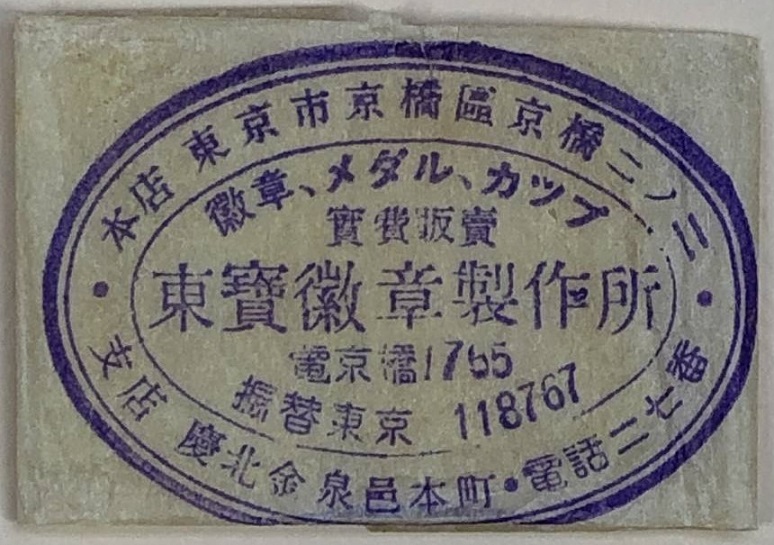 本店 東京市京橋區京橋二ノ三
徽章、メダル、カップ
實費販賣
東寶徽章製作所
電京橋1765
振替東京 118767
支店 慶北金泉邑本町・電話二六番